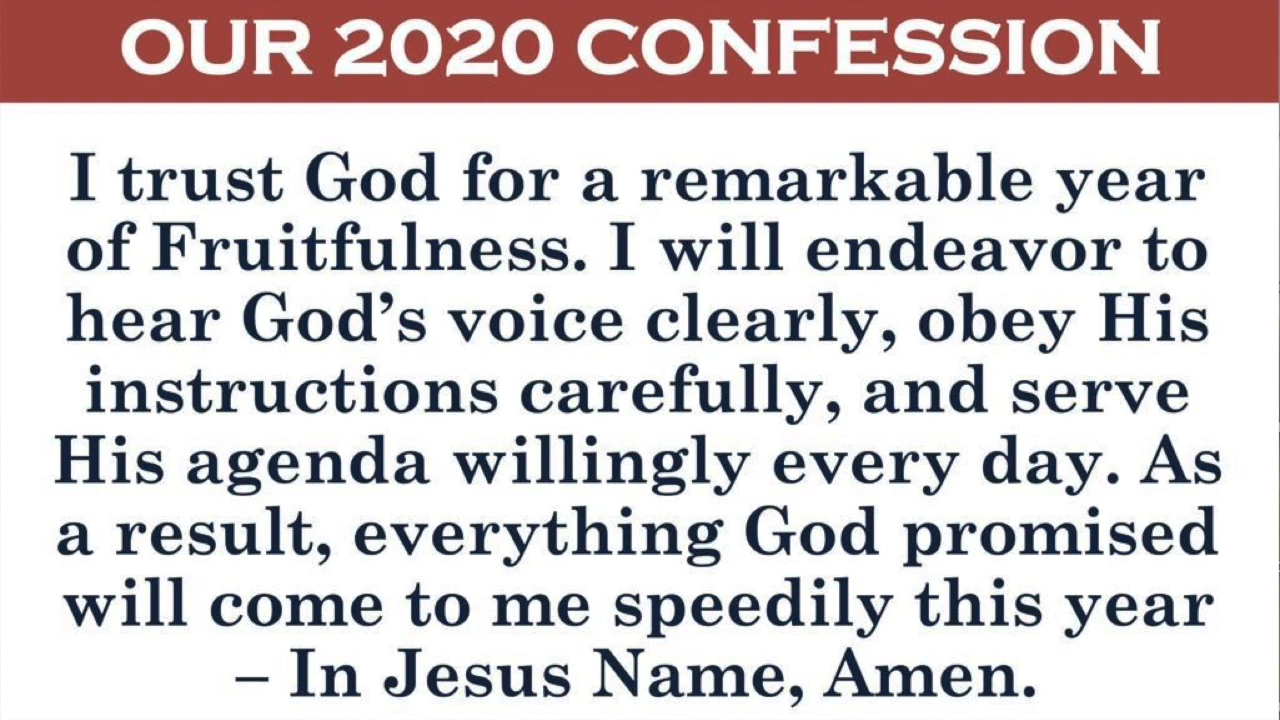 OUR 2020 CONFESSION
I trust God for a remarkable year
of Fruitfulness. I will endeavor to
hear God’s voice clearly, obey His
instructions carefully, and serve
His agenda willingly every day. As
a result, everything God promised
will come to me speedily this year
– In Jesus Name, Amen.